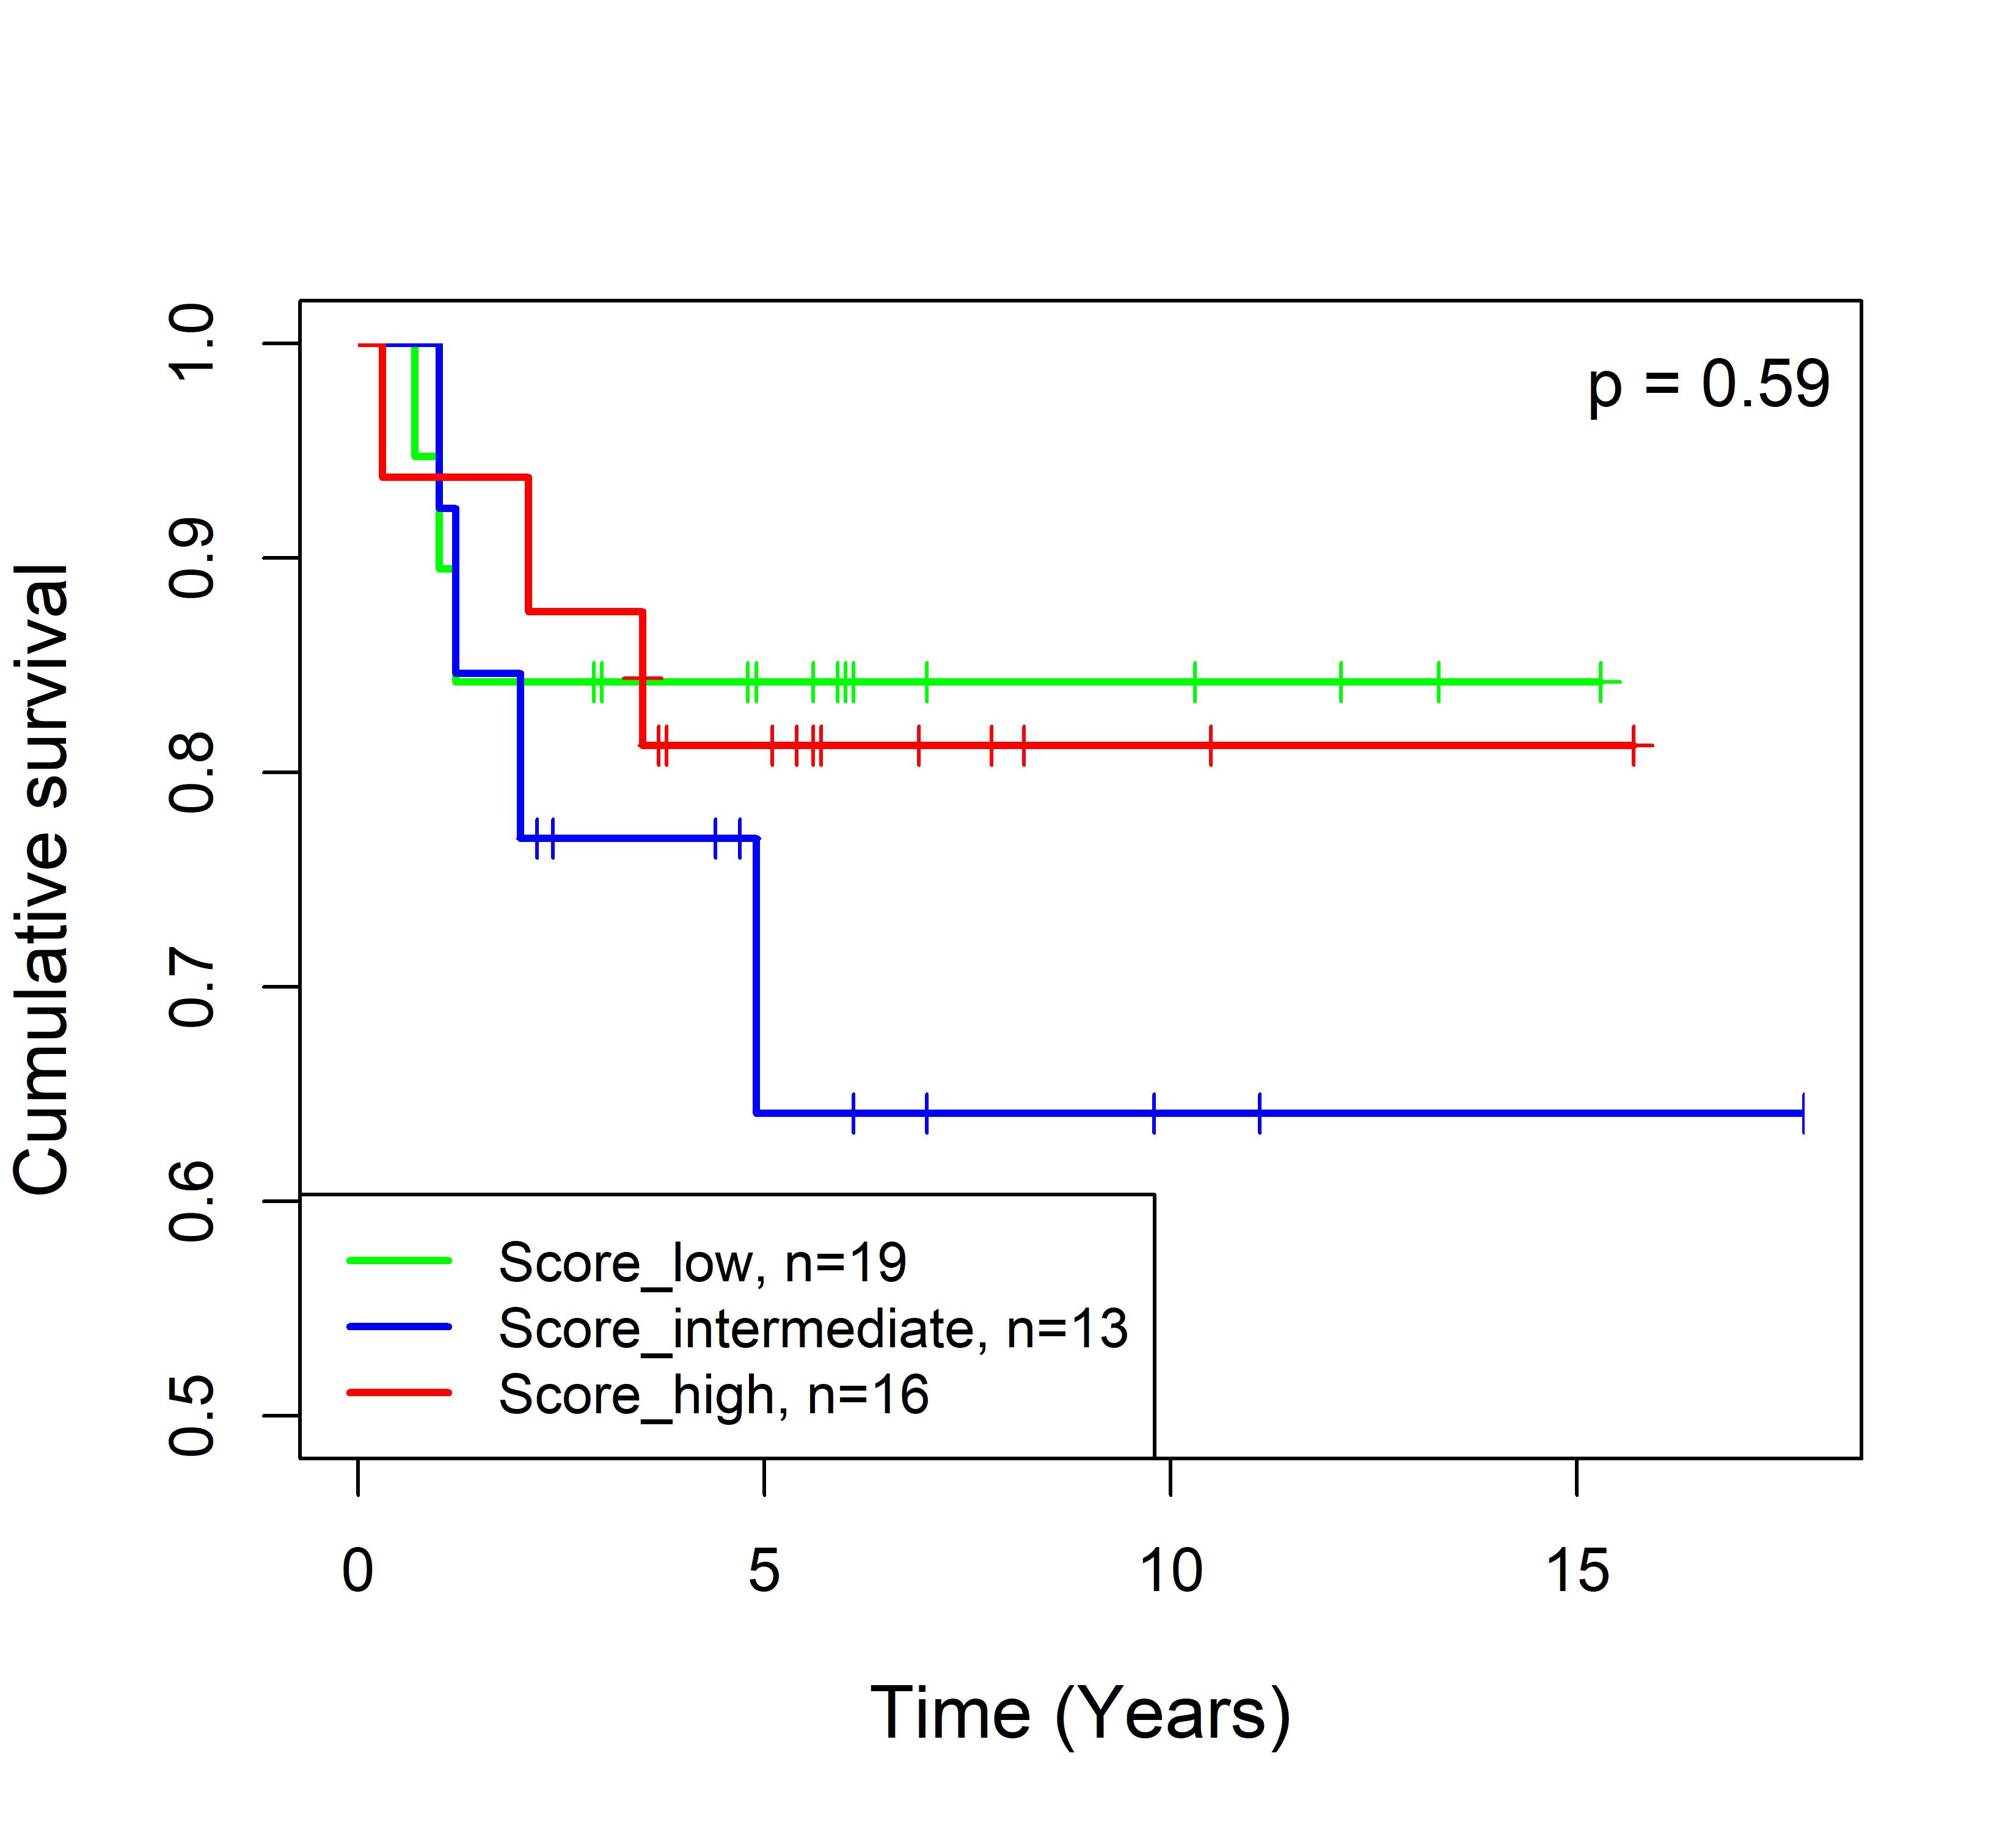 p = 0.59
Cumulative survival
1.0
0.9
0.8
0.7
0.6
0.5
Score_low, n=19
Score_intermediate, n=13
Score_high, n=16
0 5 10 15
Time (Years)